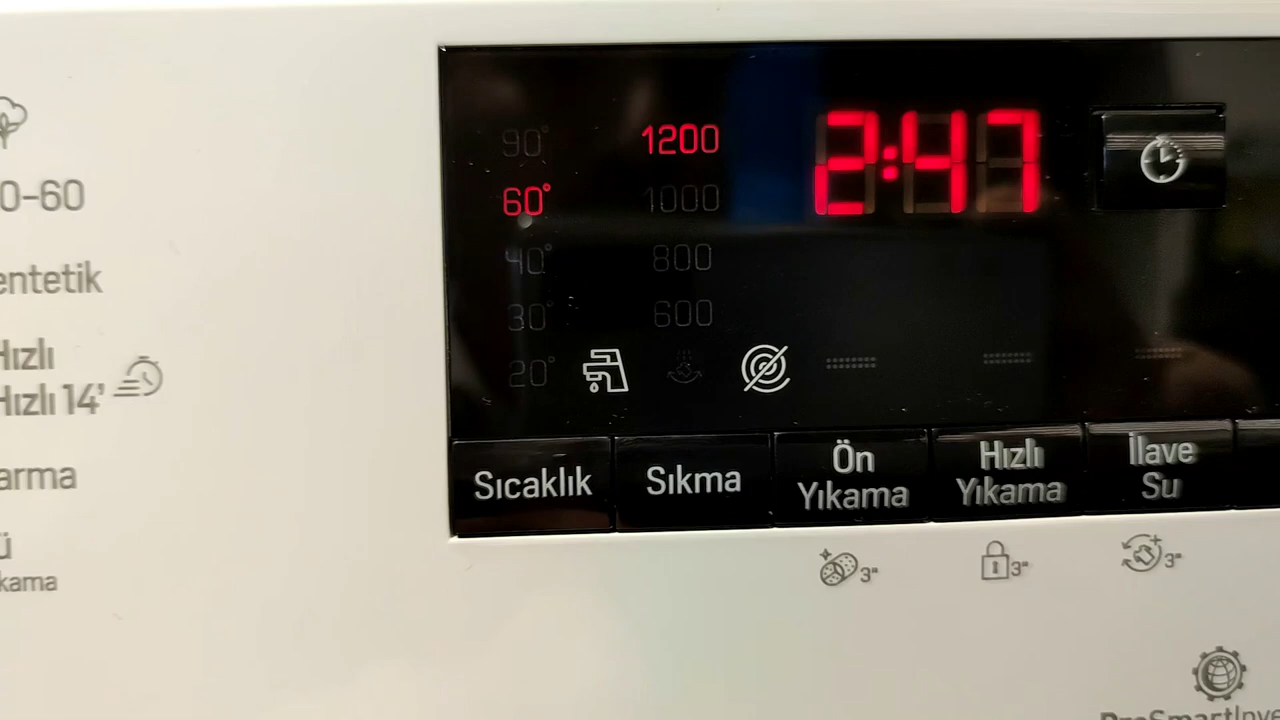 0-60
entetik
Hızlı
Hızlı 14'
arma
ü
kama
90°
1200
2:47
60°
1000
40°
800
30°
600
20°
Sıcaklık
Sıkma
Ön
Yıkama
Hızlı
Yıkama
İlave
Su
3"
3"
3"
ProSmartInve